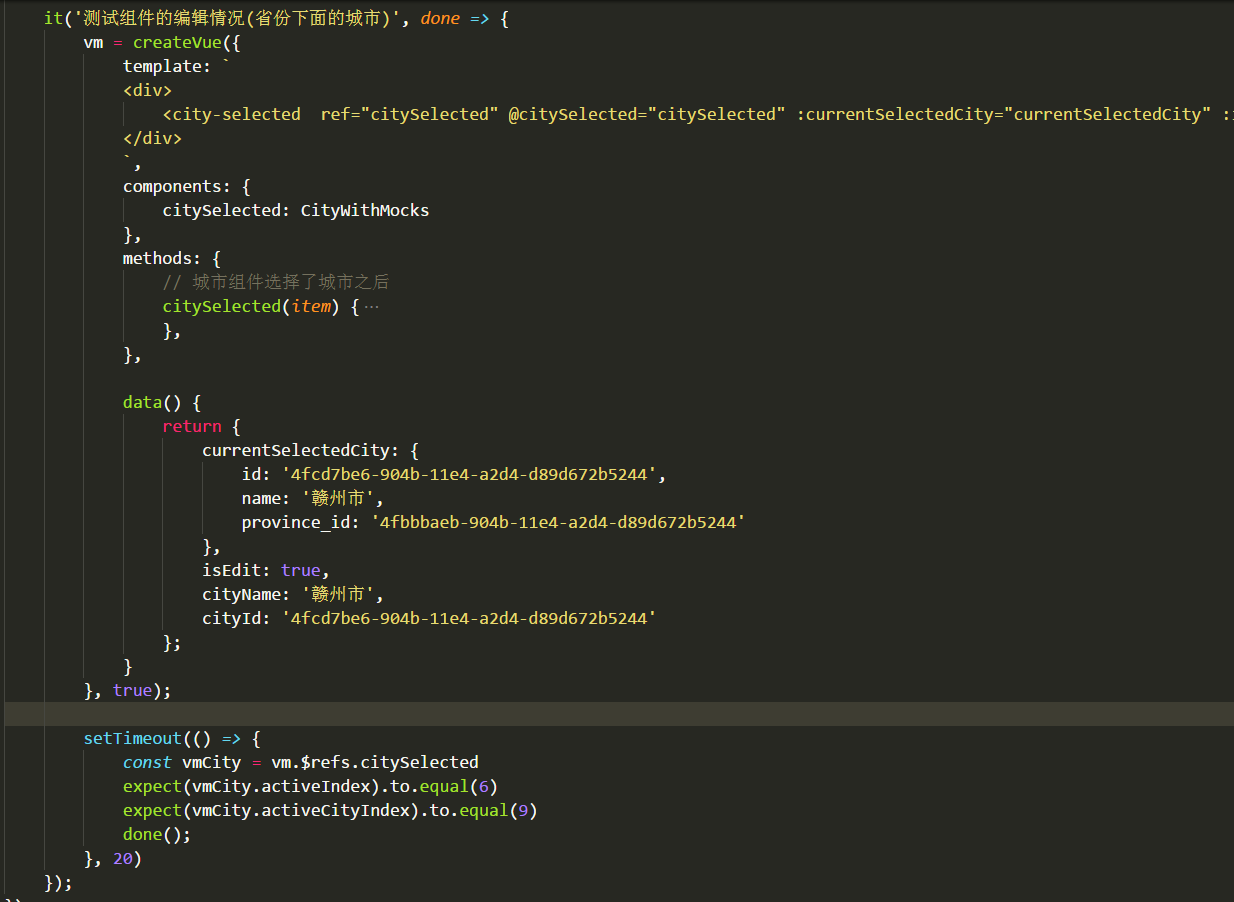 it('测试组件的编辑情况(省份下面的城市)', done => {
vm = createVue({
template: `
<div>
<city-selected  ref="citySelected" @citySelected="citySelected" :currentSelectedCity="currentSelectedCity" :
</div>
`,
components: {
citySelected: CityWithMocks
},
methods: {
// 城市组件选择了城市之后
citySelected(item) {…
},
},
data() {
return {
currentSelectedCity: {
id: '4fcd7be6-904b-11e4-a2d4-d89d672b5244',
name: '赣州市',
province_id: '4fbbbaeb-904b-11e4-a2d4-d89d672b5244'
},
isEdit: true,
cityName: '赣州市',
cityId: '4fcd7be6-904b-11e4-a2d4-d89d672b5244'
};
}
}, true);
setTimeout(() => {
const vmCity = vm.$refs.citySelected
expect(vmCity.activeIndex).to.equal(6)
expect(vmCity.activeCityIndex).to.equal(9)
done();
}, 20)
});